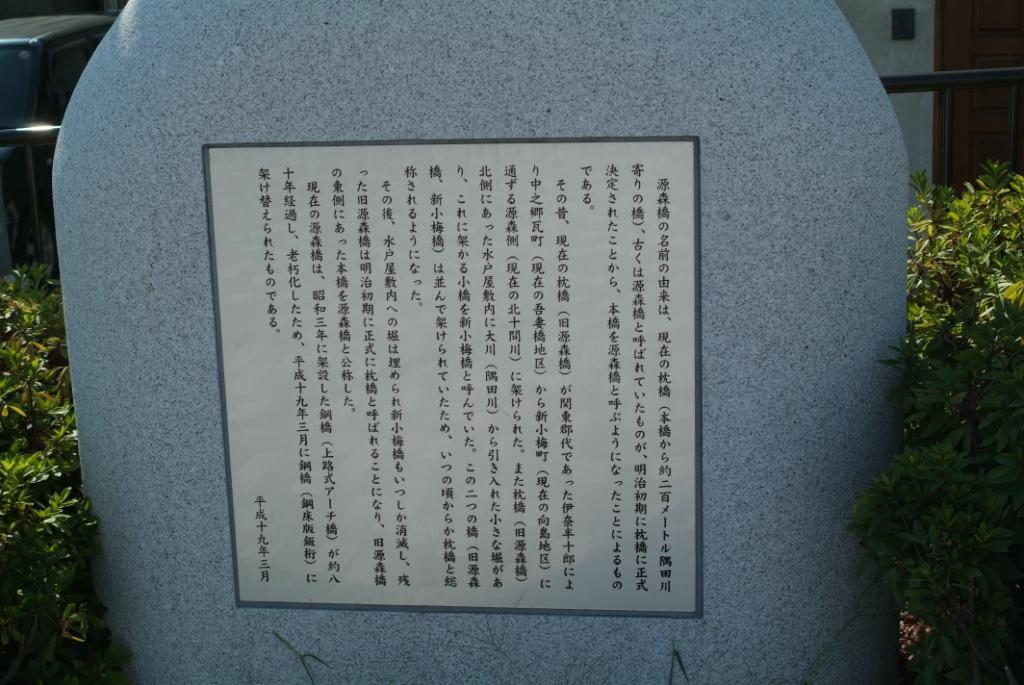 源森橋の名前の由来は、現在の枕橋（本橋から約二百メートル隅田川
寄りの橋）、古くは源森橋と呼ばれていたものが、明治初期に枕橋に正式
決定されたことから、本橋を源森橋と呼ぶようになったことによるもの
である。
その昔、現在の枕橋（旧源森橋）が関東郡代であった伊奈半十郎によ
り中之郷瓦町（現在の吾妻橋地区）から新小梅町（現在の向島地区）に
通ずる源森側（現在の北十間川）に架けられた。また枕橋（旧源森橋）
北側にあった水戸屋敷内に大川（隅田川）から引き入れた小さな堀があ
り、これに架かる小橋を新小梅橋と呼んでいた。この二つの橋（旧源森
橋、新小梅橋）は並んで架けられていたため、いつの頃からか枕橋と総
称されるようになった。
その後、水戸屋敷内への堀は埋められ新小梅橋もいつしか消滅し、残
った旧源森橋は明治初期に正式に枕橋と呼ばれることになり、旧源森橋
の東側にあった本橋を源森橋と公称した。
現在の源森橋は、昭和三年に架設した鋼橋（上路式アーチ橋）が約八
十年経過し、老朽化したため、平成十九年三月に鋼橋（鋼床版鈑桁）に
架け替えられたものである。
平成十九年三月